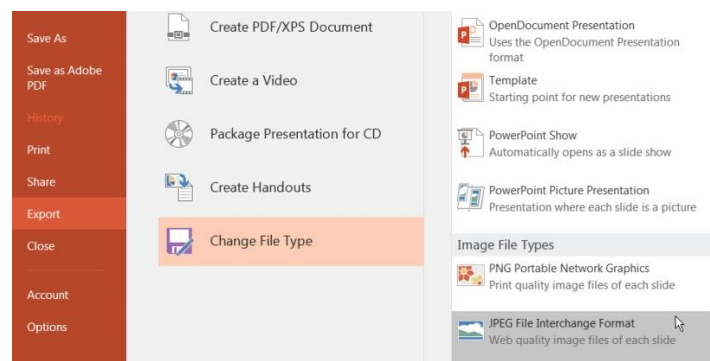 Save As
Save as Adobe
PDF
History
Print
Share
Export
Close
Account
Options
Create PDF/XPS Document
Create a Video
Package Presentation for CD
Create Handouts
Change File Type
OpenDocument Presentation
Uses the OpenDocument Presentation
format
Template
Starting point for new presentations
PowerPoint Show
Automatically opens as a slide show
PowerPoint Picture Presentation
Presentation where each slide is a picture
Image File Types
PNG Portable Network Graphics
Print quality image files of each slide
JPEG File Interchange Format
Web quality image files of each slide